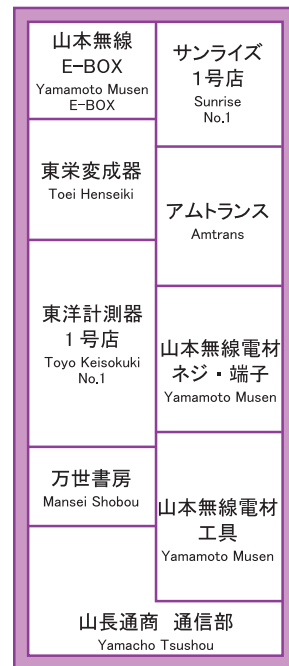 山本無線
E-BOX
Yamamoto Musen
E-BOX
サンライズ
1号店
Sunrise
No.1
東栄変成器
Toei Henseiki
アムトランス
Amtrans
東洋計測器
1号店
Toyo Keisokuki
No.1
山本無線電材
ネジ・端子
Yamamoto Musen
万世書房
Mansei Shobou
山本無線電材
工具
Yamamoto Musen
山長通商 通信部
Yamacho Tsushou